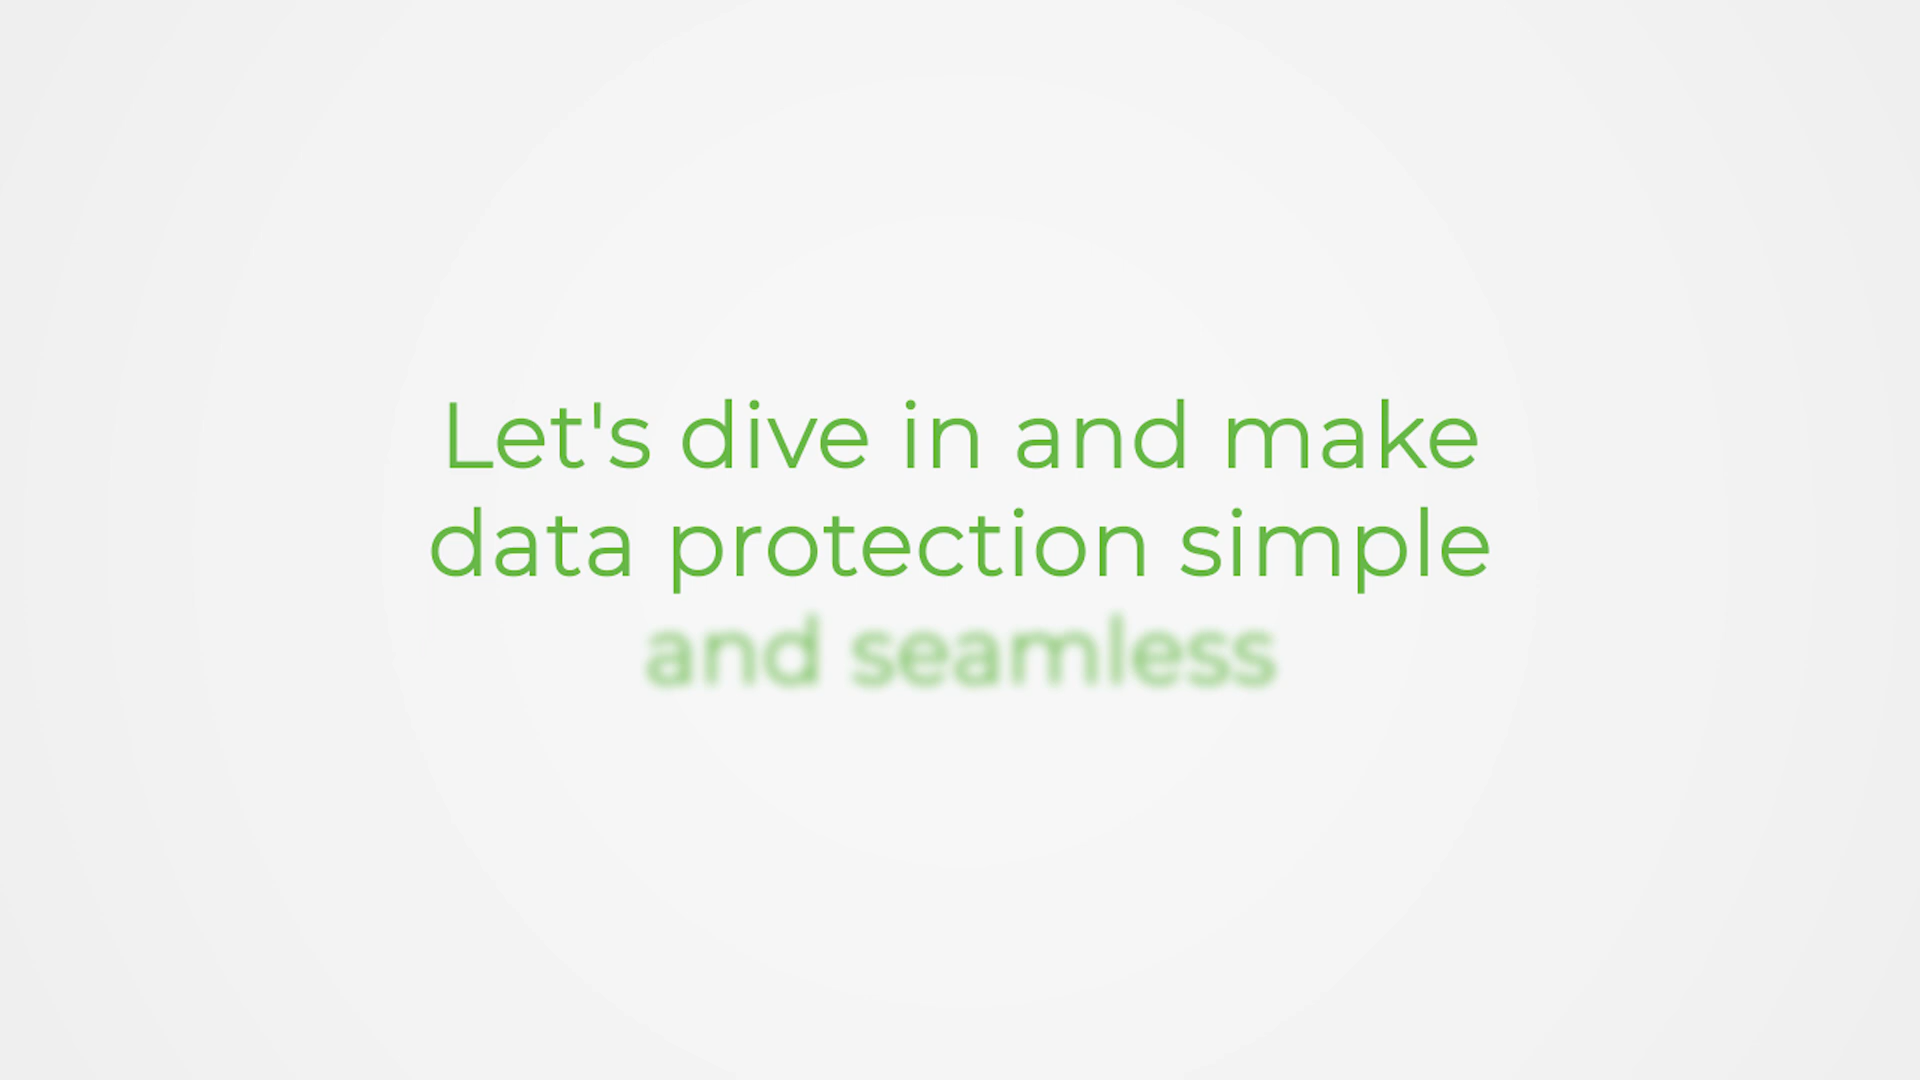 Let's dive in and make
data protection simple
and seamless